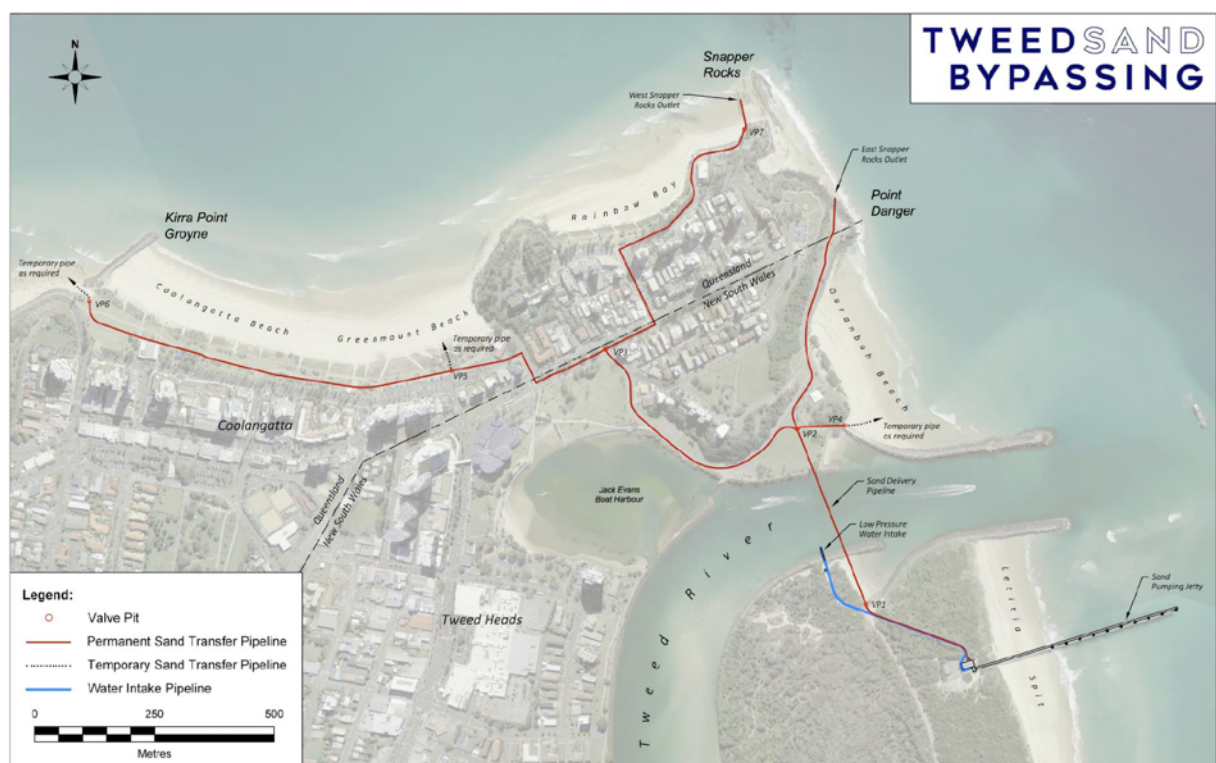 TWEEDSAND
BYPASSING
N
Snapper
Rocks
West Snapper
Rocks Outlet
VP7
East Snapper
Rocks Outlet
Point
Danger
Rainbow Bay
Kirra Point
Groyne
Temporary pipe
as required
VP6
Coolangatta Beach
Greenmount Beach
Temporary pipe
as required
VP5
Queensland
New South Wales
VP3
Duranbah Beach
VP4
VP2
Temporary pipe
as required
Coolangatta
Queensland
New South Wales
Jack Evans
Boat Harbour
Sand Delivery
Pipeline
Low Pressure
Water Intake
Tweed River
VP1
Letitia Spit
Sand
Pumping Jetty
Tweed Heads
Legend:
Valve Pit
Permanent Sand Transfer Pipeline
Temporary Sand Transfer Pipeline
Water Intake Pipeline
0 250 500
Metres